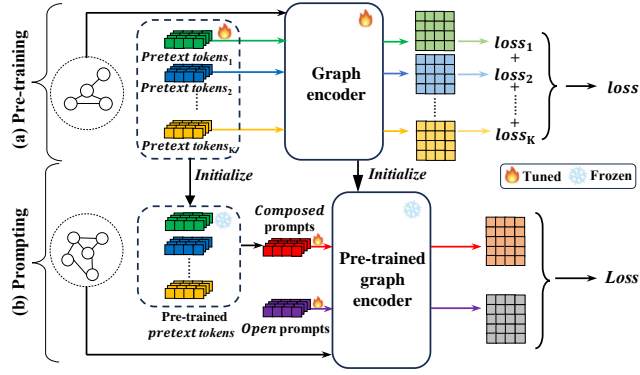 (a) Pre-training
Pretext tokens1
Pretext tokens2
Pretext tokensK
Graph
encoder
loss1
+
loss2
+
+
lossK
loss
Initialize
Initialize
Tuned
Frozen
(b) Prompting
Pre-trained
pretext tokens
Composed
prompts
Open prompts
Pre-trained
graph
encoder
Loss